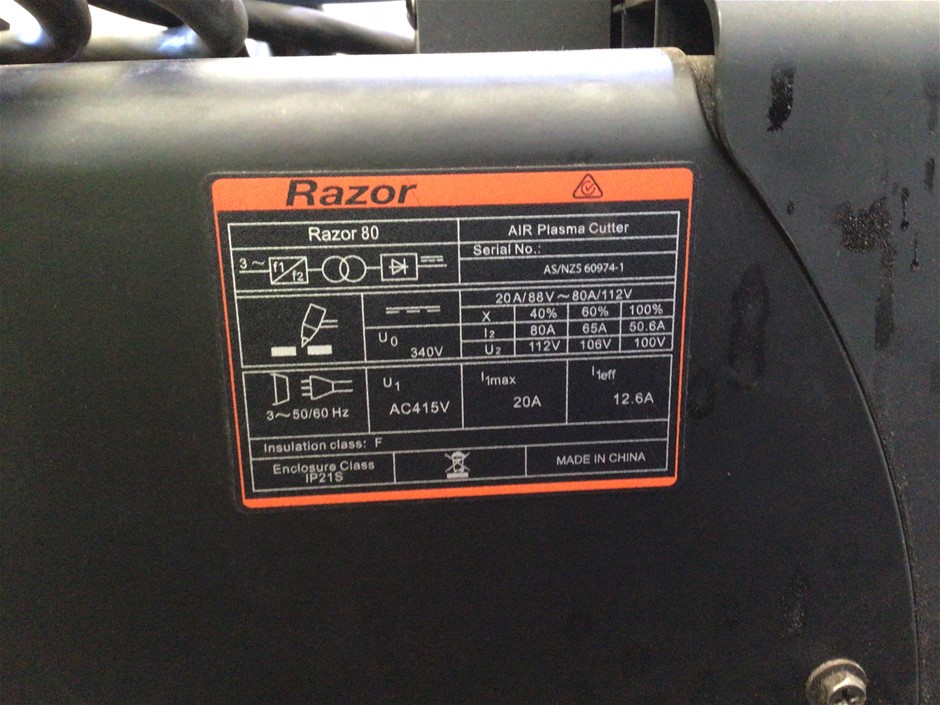 Razor
Razor 80
AIR Plasma Cutter
Serial No.:
AS/NZS 60974-1
3～ f1 f2
20A/88V～80A/112V
X 40% 60% 100%
I2 80A 65A 50.6A
U2 112V 106V 100V
U0 340V
3～50/60 Hz
U1 AC415V
I1max 20A
I1eff 12.6A
Insulation class: F
Enclosure Class
IP21S
MADE IN CHINA